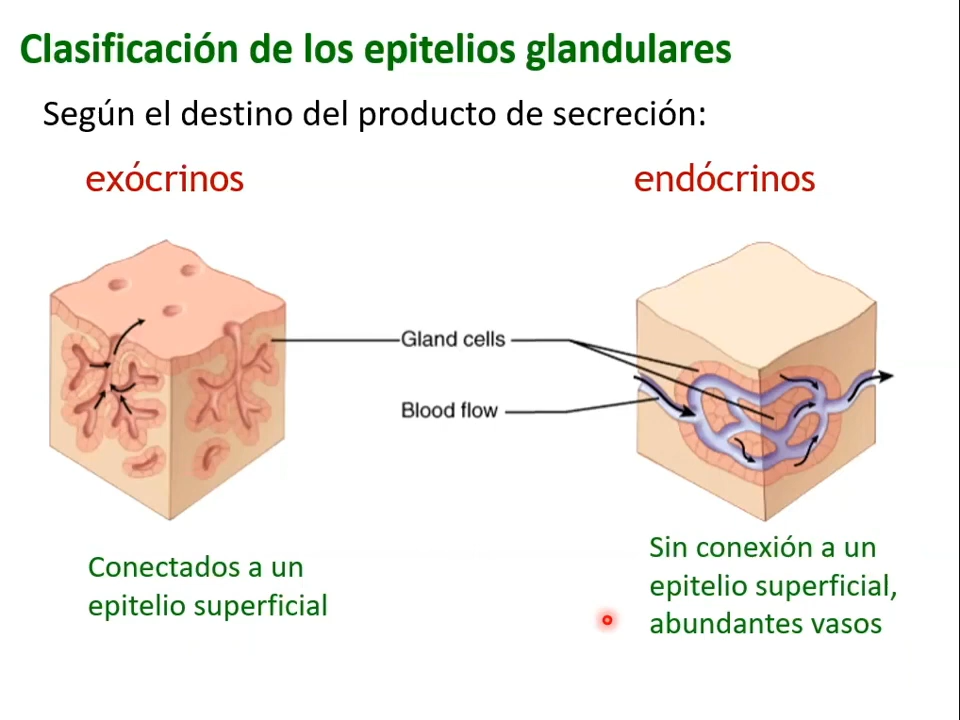 Clasificación de los epitelios glandulares
Según el destino del producto de secreción:
exócrinos
endócrinos
Gland cells
Blood flow
Conectados a un
epitelio superficial
Sin conexión a un
epitelio superficial,
abundantes vasos